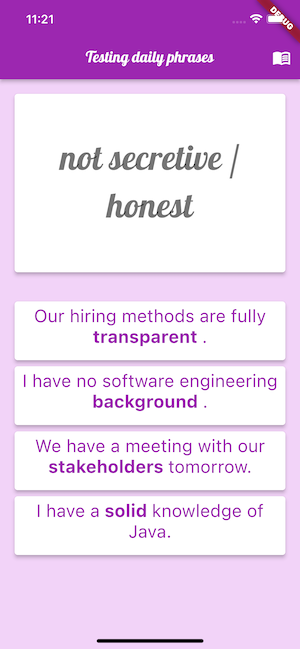 11:21
DEBUG
Testing daily phrases
not secretive /
honest
Our hiring methods are fully
transparent .
I have no software engineering
background .
We have a meeting with our
stakeholders tomorrow.
I have a solid knowledge of
Java.